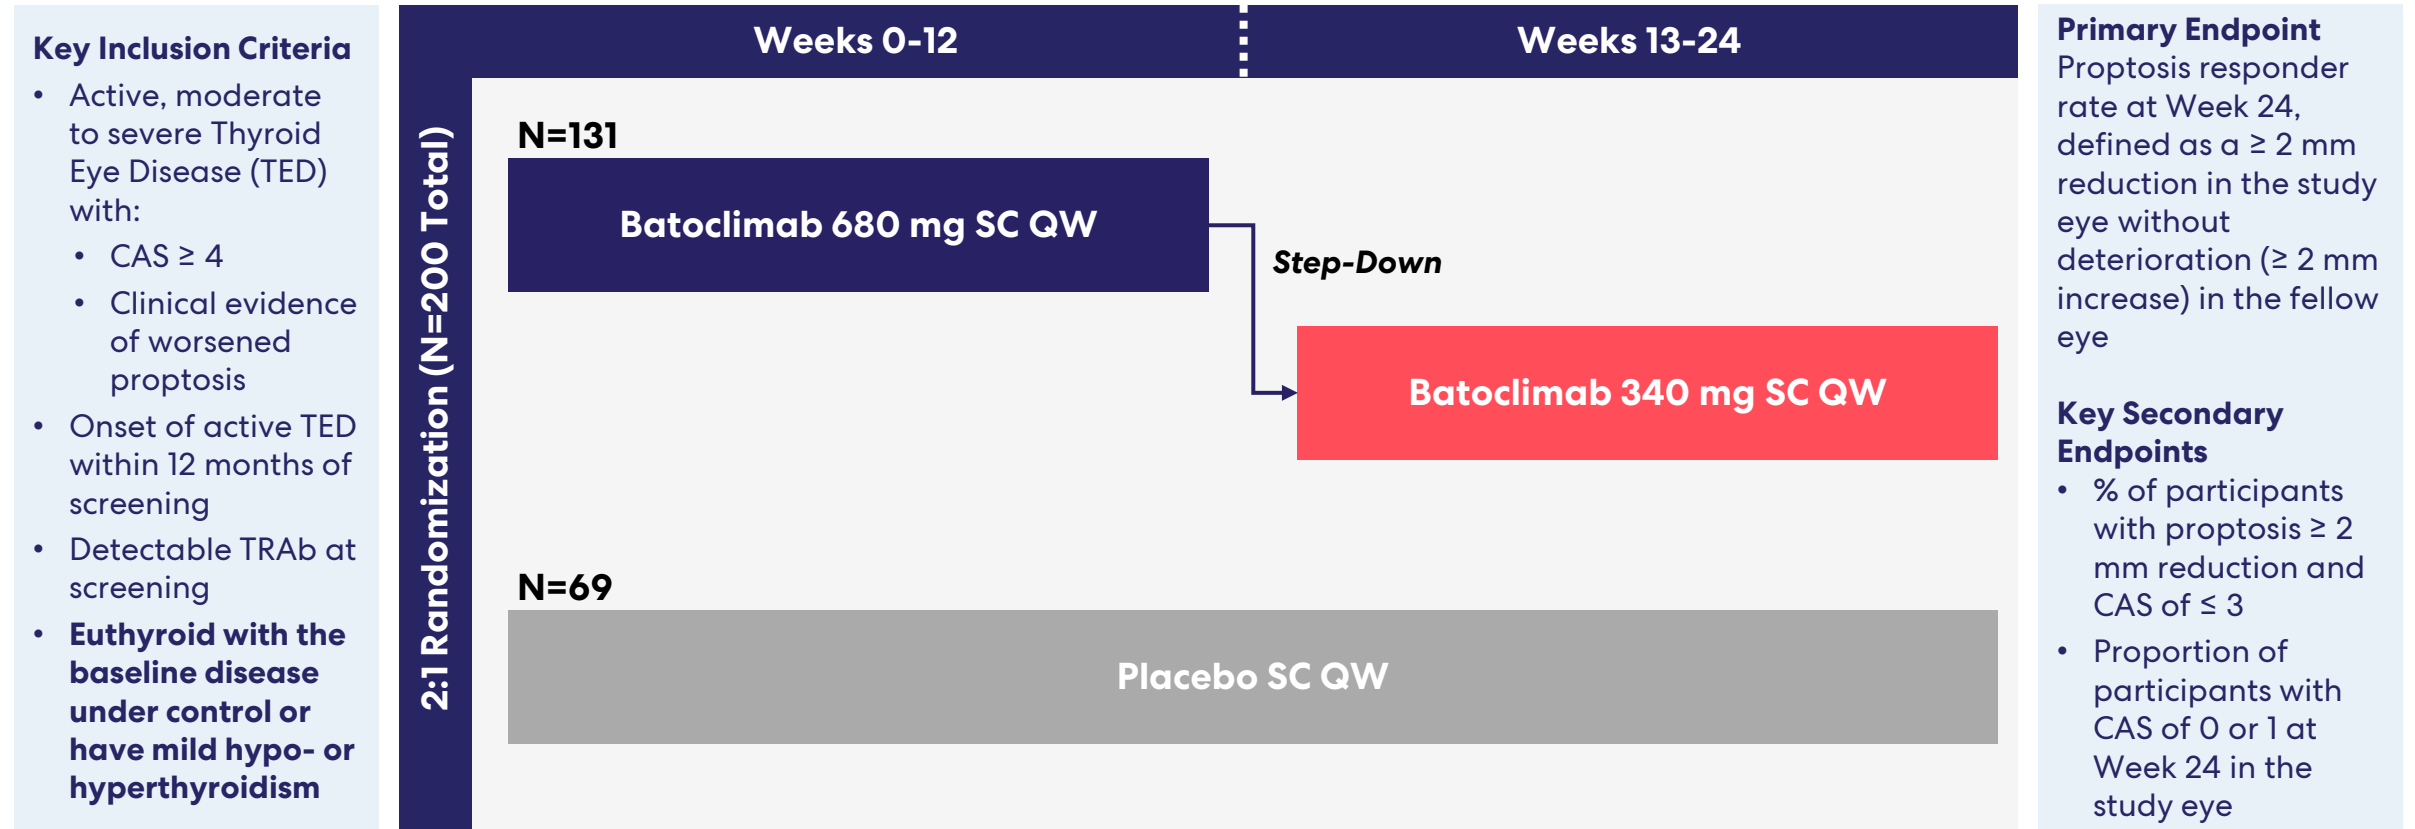 Key Inclusion Criteria
• Active, moderate
to severe Thyroid
Eye Disease (TED)
with:
• CAS ≥ 4
• Clinical evidence
of worsened
proptosis
• Onset of active TED
within 12 months of
screening
• Detectable TRAb at
screening
• Euthyroid with the
baseline disease
under control or
have mild hypo- or
hyperthyroidism
2:1 Randomization (N=200 Total)
Weeks 0-12
Weeks 13-24
N=131
Batoclimab 680 mg SC QW
Step-Down
Batoclimab 340 mg SC QW
N=69
Placebo SC QW
Primary Endpoint
Proptosis responder
rate at Week 24,
defined as a ≥ 2 mm
reduction in the study
eye without
deterioration (≥ 2 mm
increase) in the fellow
eye
Key Secondary
Endpoints
• % of participants
with proptosis ≥ 2
mm reduction and
CAS of ≤ 3
• Proportion of
participants with
CAS of 0 or 1 at
Week 24 in the
study eye